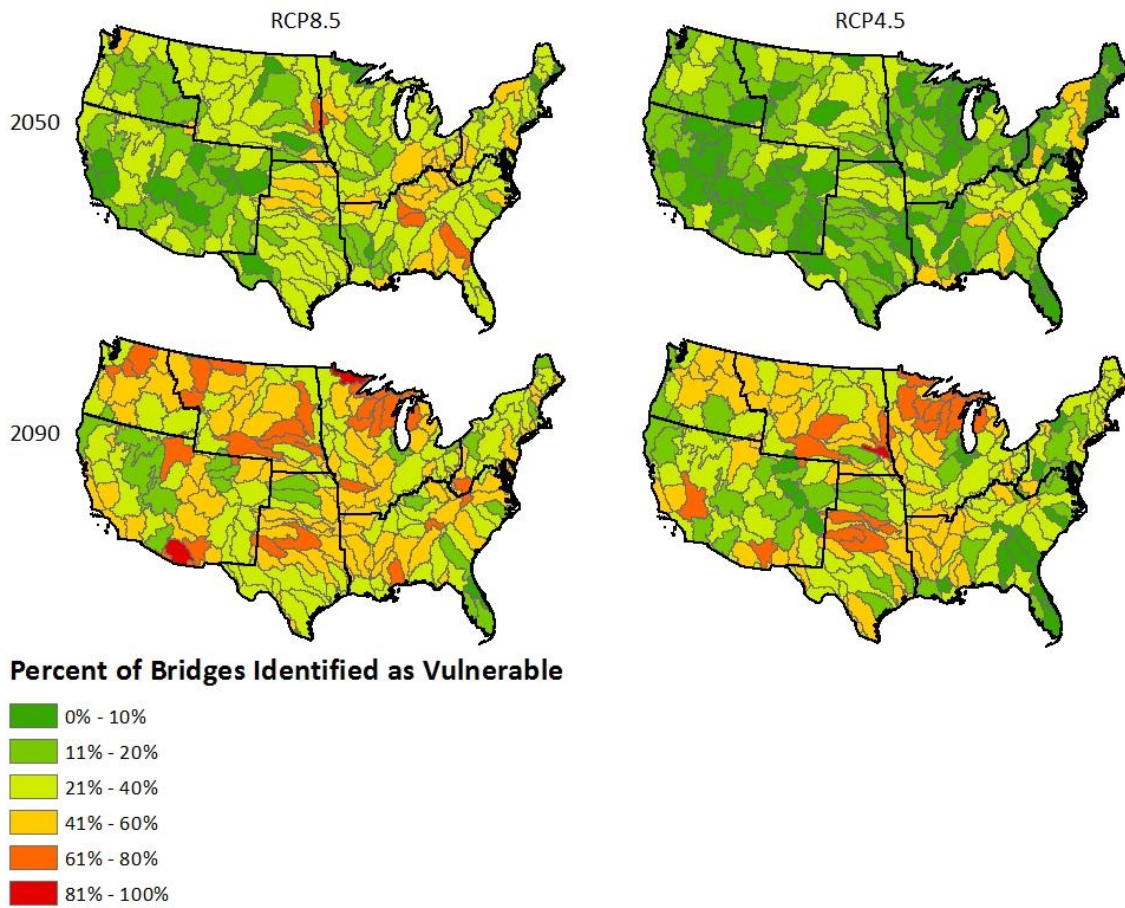 RCP8.5
RCP4.5
2050
2090
Percent of Bridges Identified as Vulnerable
0% - 10%
11% - 20%
21% - 40%
41% - 60%
61% - 80%
81% - 100%